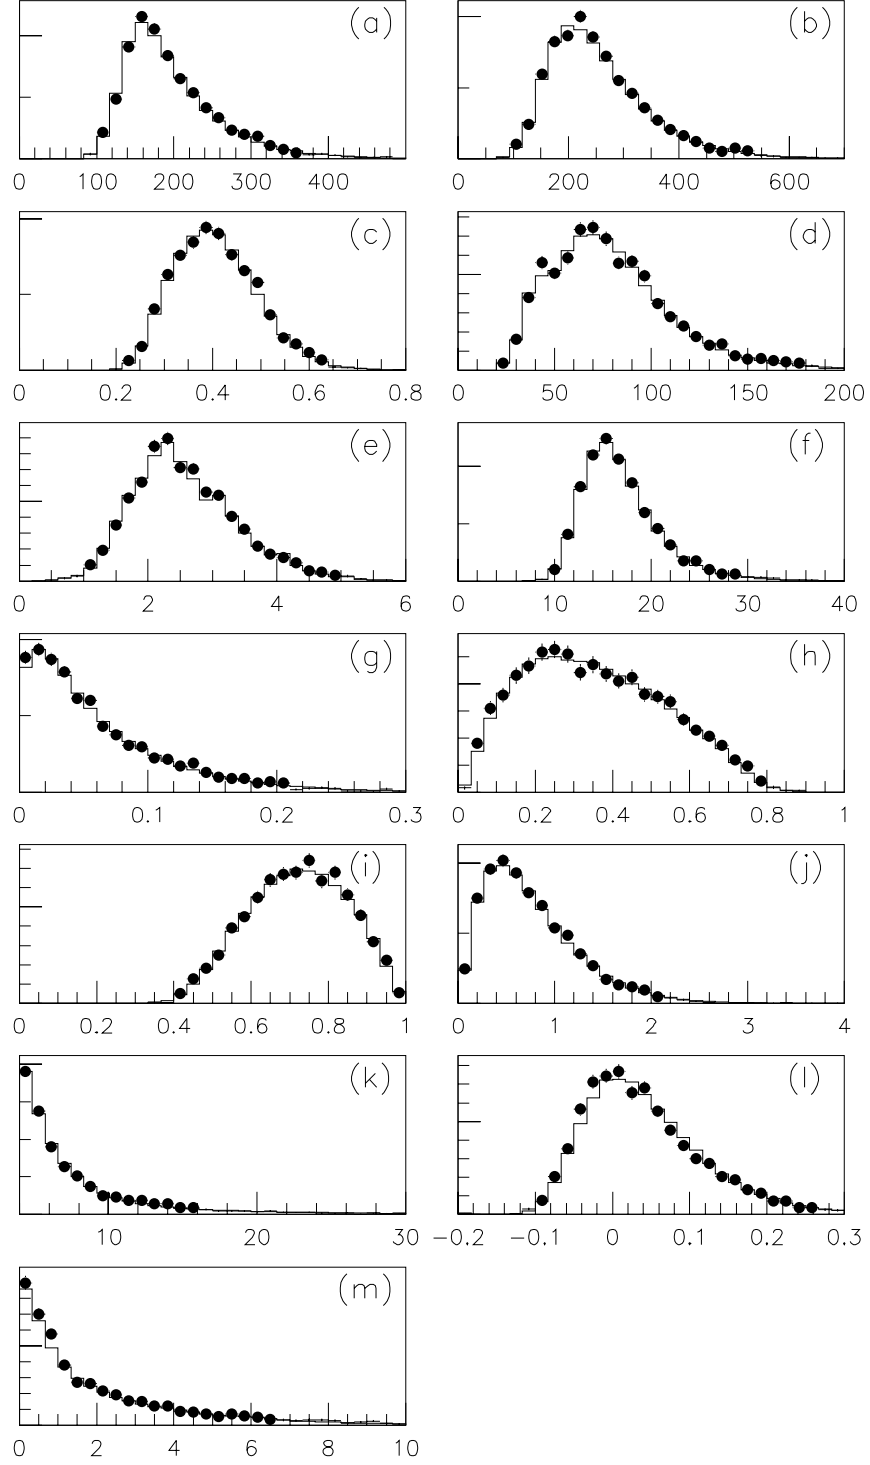 (a) (b)
0 100 200 300 400 0 200 400 600
(c) (d)
0 0.2 0.4 0.6 0.8 0 50 100 150 200
(e) (f)
0 2 4 6 0 10 20 30 40
(g) (h)
0 0.1 0.2 0.3 0 0.2 0.4 0.6 0.8 1
(i) (j)
0 0.2 0.4 0.6 0.8 1 0 1 2 3 4
(k) (l)
10 20 30 −0.2 −0.1 0 0.1 0.2 0.3
(m)
0 2 4 6 8 10